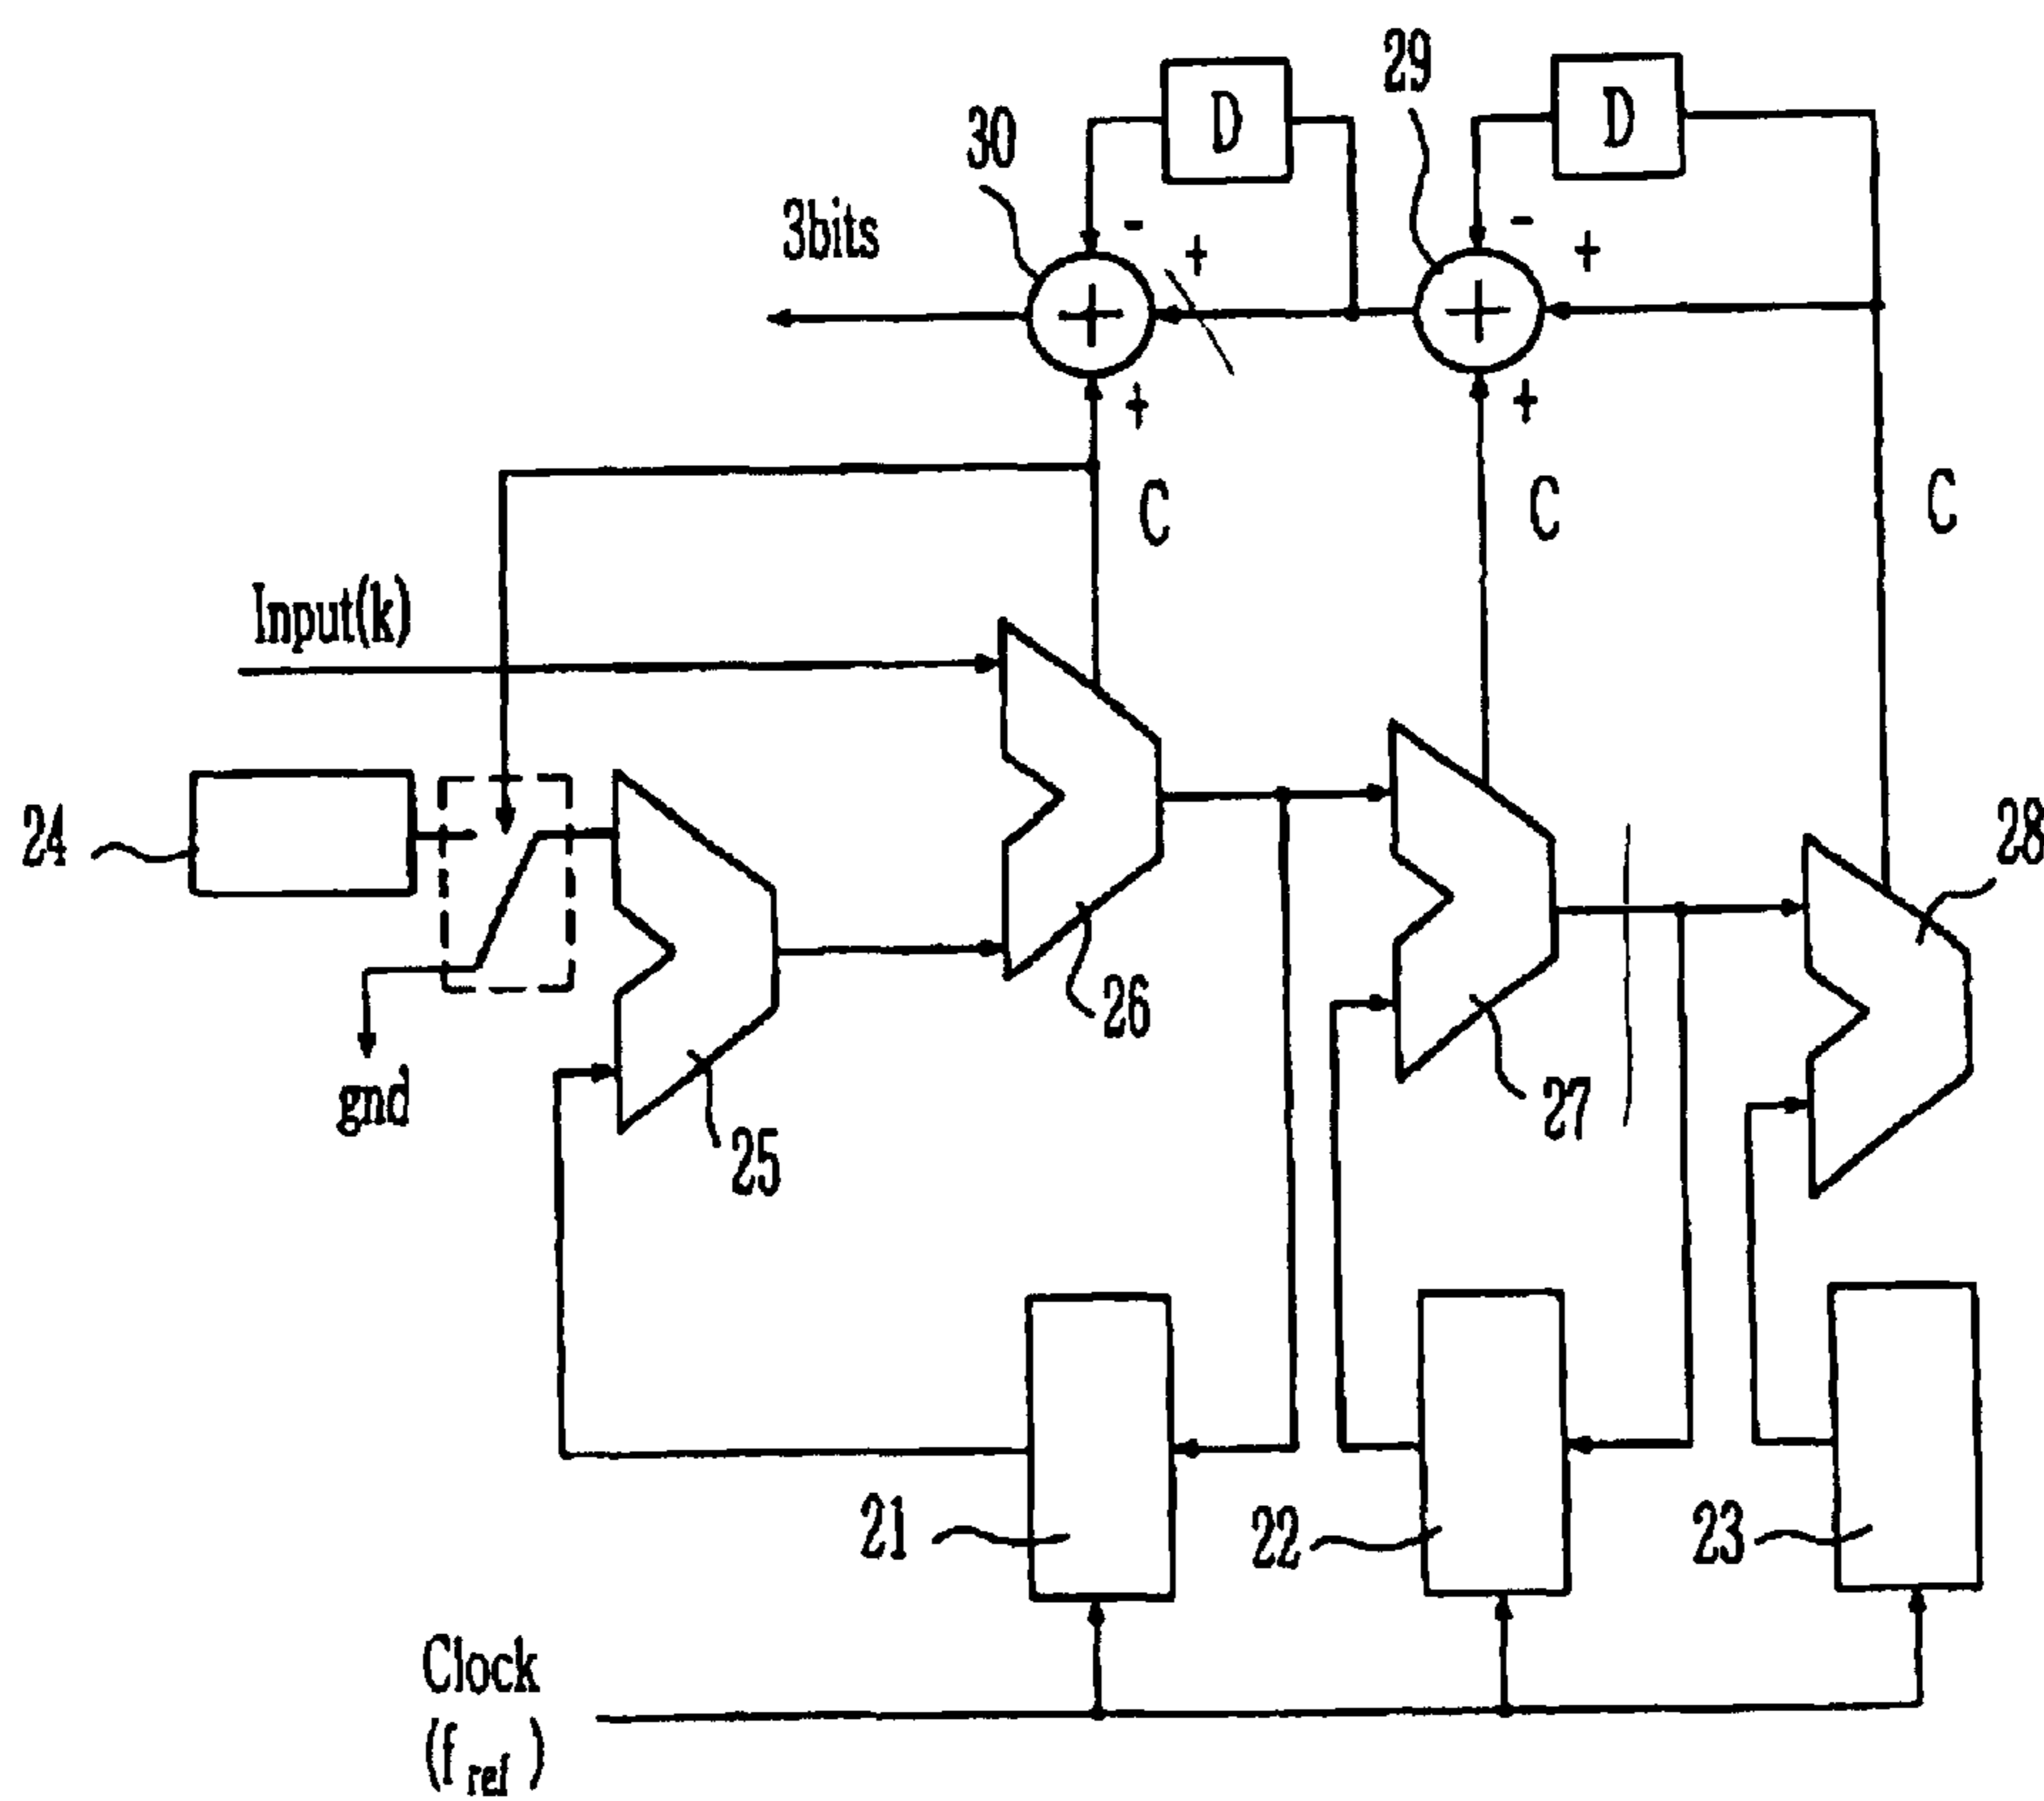 29
D
D
30
3bits
-
+
-
+
+
+
C
C
C
Input(k)
24
28
26
gnd
27
25
21
22
23
Clock
(f ref )